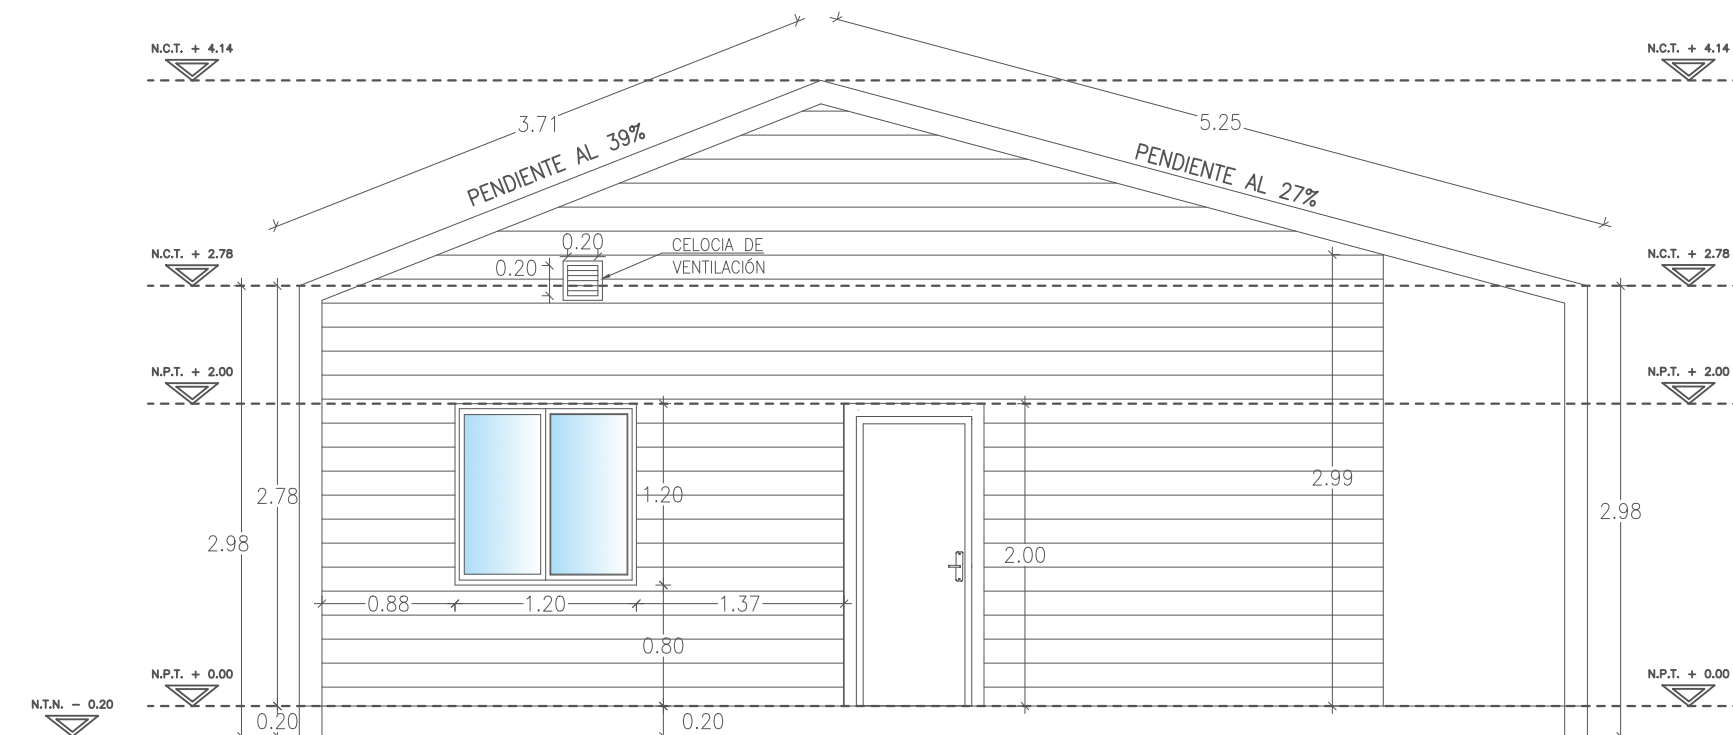 N.C.T. + 4.14
N.C.T. + 4.14
3.71
5.25
PENDIENTE AL 39%
PENDIENTE AL 27%
0.20
CELOCIA DE
VENTILACIÓN
0.20
N.C.T. + 2.78
N.C.T. + 2.78
N.P.T. + 2.00
N.P.T. + 2.00
2.99
2.78
1.20
2.98
2.98
2.00
0.88
1.20
1.37
0.80
N.P.T. + 0.00
N.P.T. + 0.00
N.T.N. - 0.20
0.20
0.20